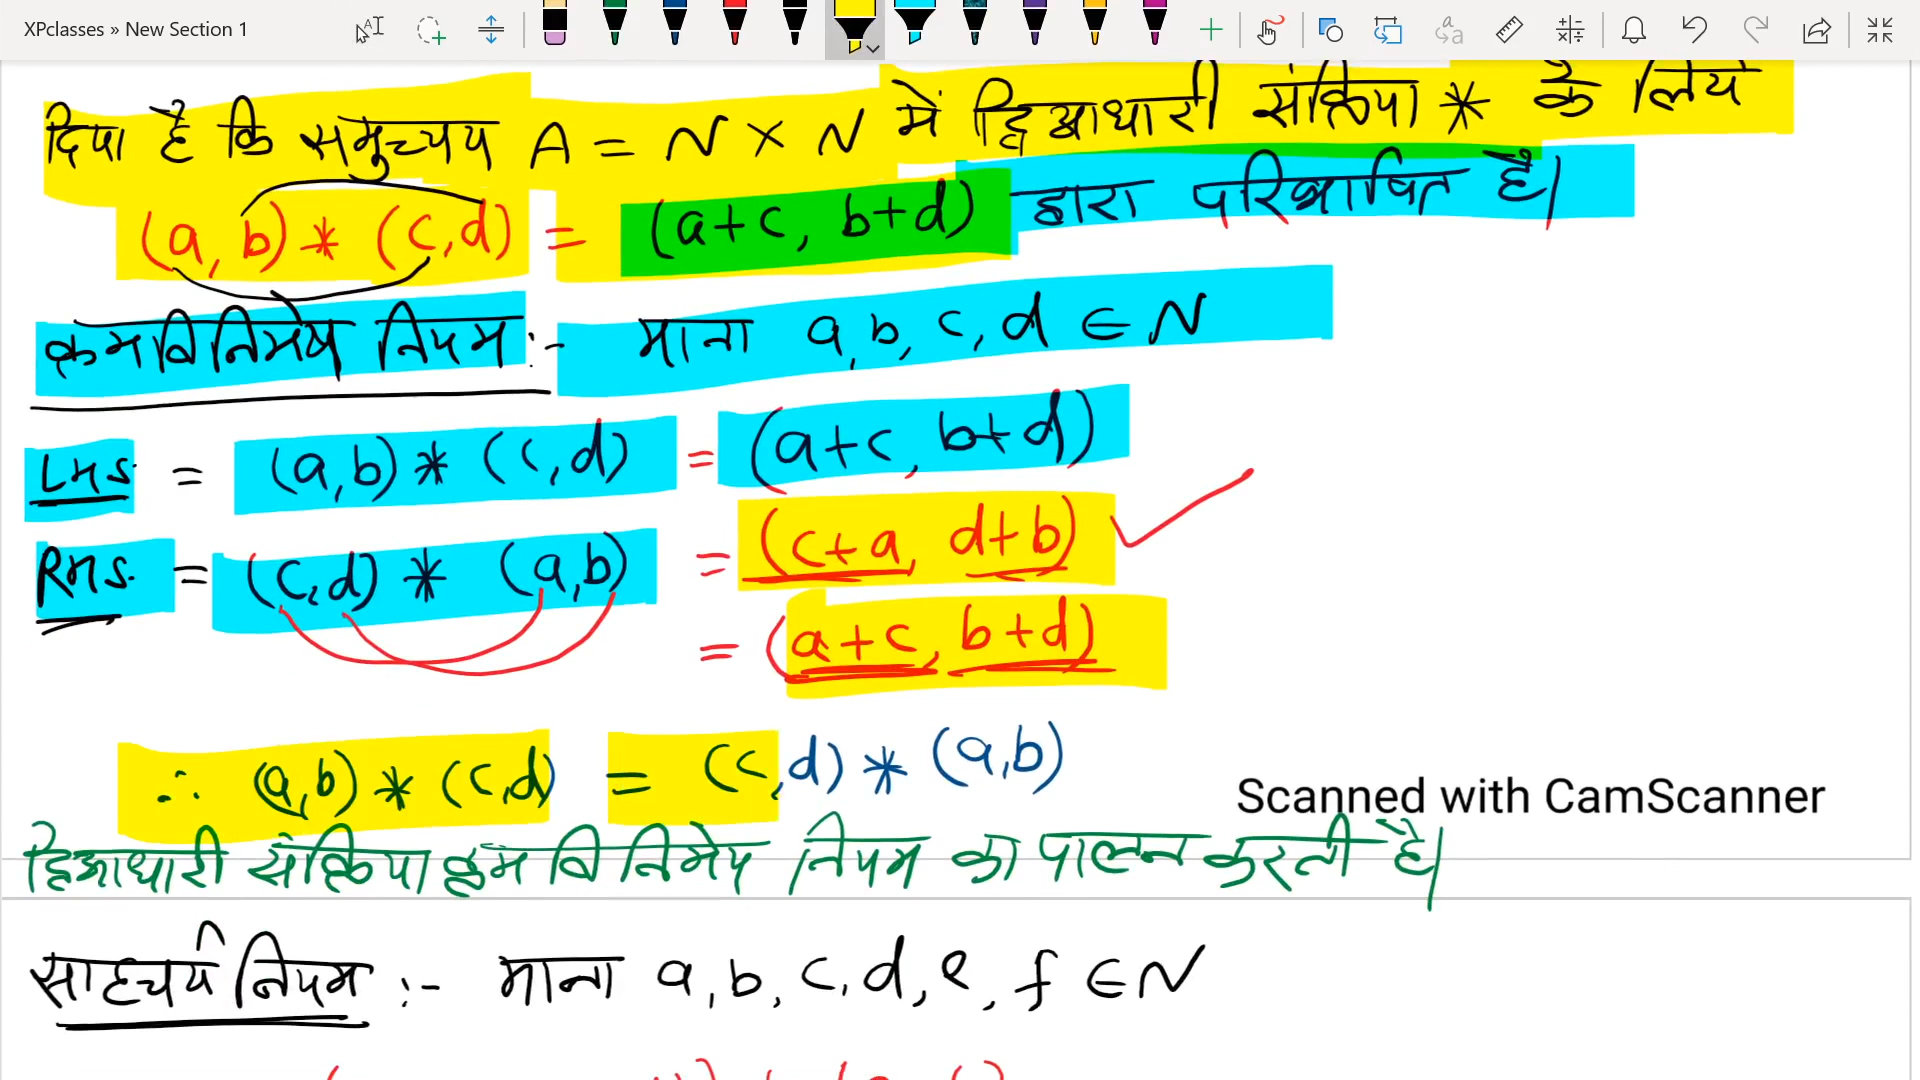 XPclasses » New Section 1
दिया है कि समुच्चय A = N × N में द्विआधारी संक्रिया * के लिये
(a, b) * (c, d) = (a+c, b+d) द्वारा परिभाषित है।
क्रमविनिमेय नियम :- माना a, b, c, d ∈ N
LHS = (a,b) * (c,d) = (a+c, b+d)
RHS. = (c,d) * (a,b) = (c+a, d+b)
= (a+c, b+d)
∴ (a,b) * (c,d) = (c,d) * (a,b)
Scanned with CamScanner
द्विआधारी संक्रिया क्रम विनिमेय नियम का पालन करती है।
साहचर्य नियम :- माना a, b, c, d, e, f ∈ N